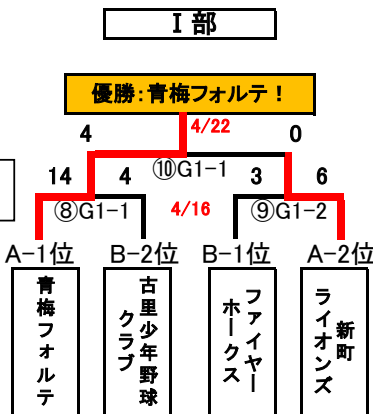 Ⅰ部
優勝:青梅フォルテ！
4 4/22 0
⑩G1-1
14 4 3 6
⑧G1-1 4/16 ⑨G1-2
A-1位 B-2位 B-1位 A-2位
青梅フォルテ
古里少年野球
クラブ
ファイヤー
ホークス
新町
ライオンズ